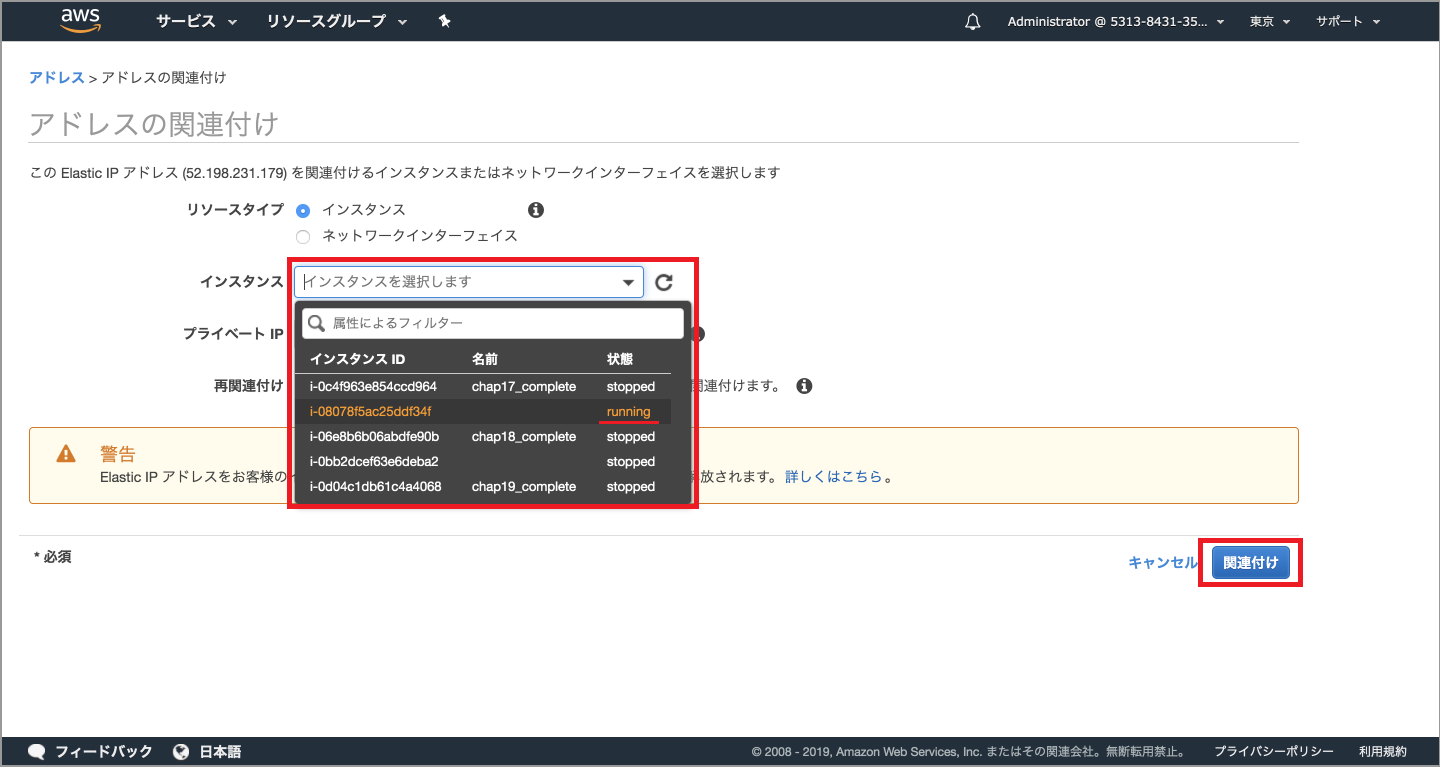 aws サービス リソースグループ Administrator @ 5313-8431-35... 東京 サポート
アドレス > アドレスの関連付け
アドレスの関連付け
この Elastic IP アドレス (52.198.231.179) を関連付けるインスタンスまたはネットワークインターフェイスを選択します
リソースタイプ インスタンス
ネットワークインターフェイス
インスタンス インスタンスを選択します
属性によるフィルター
プライベート IP
インスタンス ID 名前 状態
再関連付け i-0c4f963e854ccd964 chap17_complete stopped 関連付けます。
i-08078f5ac25ddf34f running
i-06e8b6b06abdfe90b chap18_complete stopped
警告
i-0bb2dcef63e6deba2 stopped
Elastic IP アドレスをお客様の 放されます。 詳しくはこちら 。
i-0d04c1db61c4a4068 chap19_complete stopped
* 必須 キャンセル 関連付け
フィードバック 日本語 © 2008 - 2019, Amazon Web Services, Inc. またはその関連会社。無断転用禁止。 プライバシーポリシー 利用規約